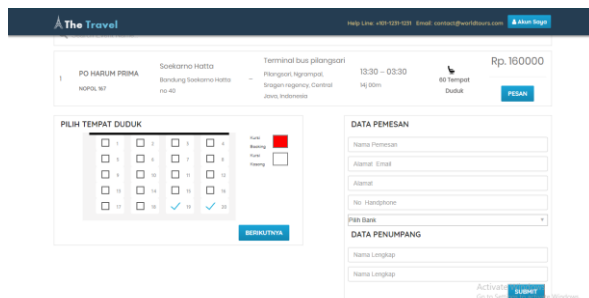 The Travel
Help Line: +101-1231-1231 Email: contact@worldtours.com Akun Saya
1 PO HARUM PRIMA
NOPOL 167
Soekarno Hatta
Bandung Soekarno Hatta
no 40
–
Terminal bus pilangsari
Pilangsari, Ngrampal,
Sragen regency, Central
Java, Indonesia
13:30 – 03:30
14j 00m
60 Tempat
Duduk
Rp. 160000
PESAN
PILIH TEMPAT DUDUK
1 2 3 4
5 6 7 8
9 10 11 12
13 14 15 16
17 18 19 20
Kursi
Booking
Kursi
Kosong
BERIKUTNYA
DATA PEMESAN
Nama Pemesan
Alamat Email
Alamat
No. Handphone
Pilih Bank
DATA PENUMPANG
Nama Lengkap
Nama Lengkap
SUBMIT